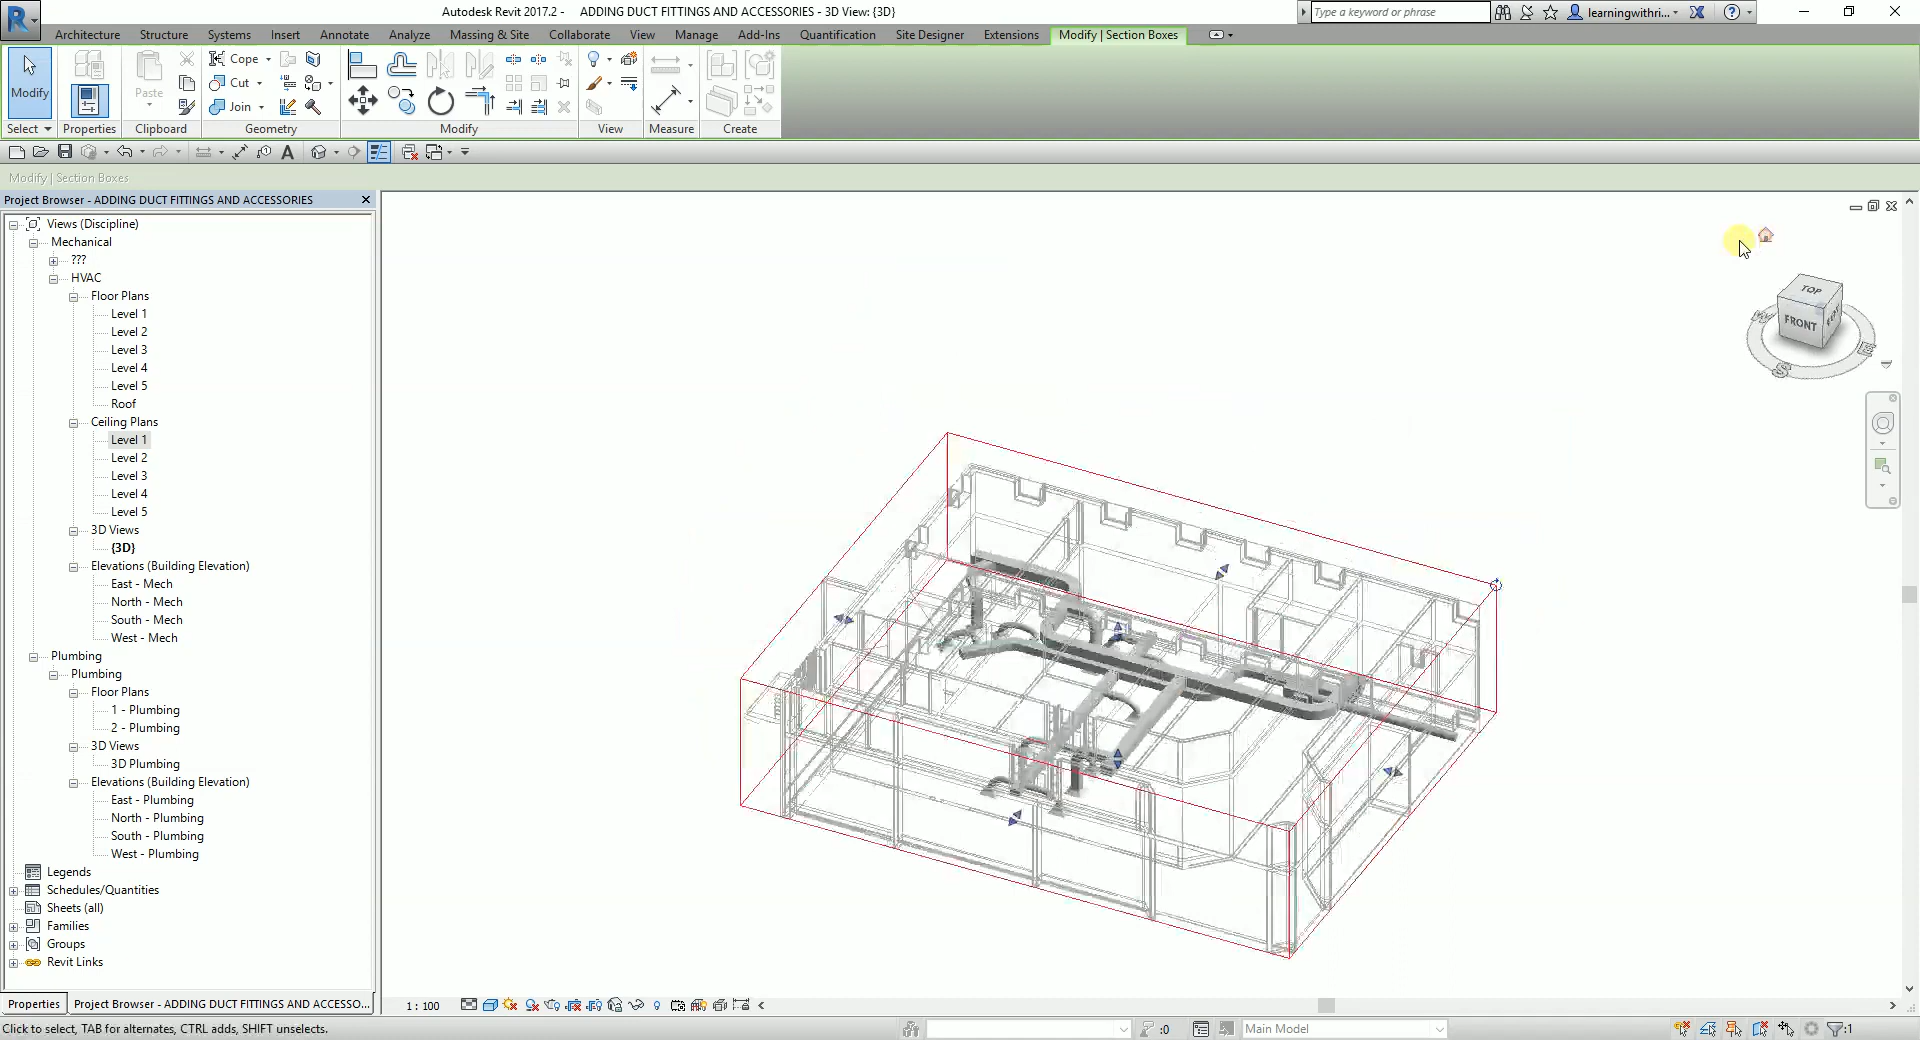 Autodesk Revit 2017.2 - ADDING DUCT FITTINGS AND ACCESSORIES - 3D View: {3D}
Type a keyword or phrase
learningwithri...
Architecture Structure Systems Insert Annotate Analyze Massing & Site Collaborate View Manage Add-Ins Quantification Site Designer Extensions Modify | Section Boxes
Modify
Paste
Cope
Cut
Join
Select Properties Clipboard Geometry Modify View Measure Create
Modify | Section Boxes
Project Browser - ADDING DUCT FITTINGS AND ACCESSORIES
Views (Discipline)
Mechanical
???
HVAC
Floor Plans
Level 1
Level 2
Level 3
Level 4
Level 5
Roof
Ceiling Plans
Level 1
Level 2
Level 3
Level 4
Level 5
3D Views
{3D}
Elevations (Building Elevation)
East - Mech
North - Mech
South - Mech
West - Mech
Plumbing
Plumbing
Floor Plans
1 - Plumbing
2 - Plumbing
3D Views
3D Plumbing
Elevations (Building Elevation)
East - Plumbing
North - Plumbing
South - Plumbing
West - Plumbing
Legends
Schedules/Quantities
Sheets (all)
Families
Groups
Revit Links
TOP
FRONT
W
E
S
Properties
Project Browser - ADDING DUCT FITTINGS AND ACCESSO...
1 : 100
Click to select, TAB for alternates, CTRL adds, SHIFT unselects.
:0
Main Model
:1